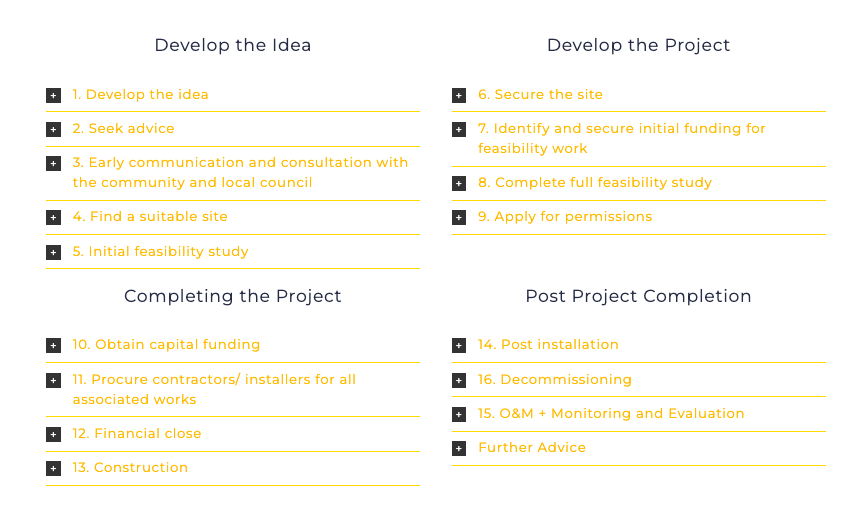 Develop the Idea
1. Develop the idea
2. Seek advice
3. Early communication and consultation with
the community and local council
4. Find a suitable site
5. Initial feasibility study
Develop the Project
6. Secure the site
7. Identify and secure initial funding for
feasibility work
8. Complete full feasibility study
9. Apply for permissions
Completing the Project
10. Obtain capital funding
11. Procure contractors/ installers for all
associated works
12. Financial close
13. Construction
Post Project Completion
14. Post installation
16. Decommissioning
15. O&M + Monitoring and Evaluation
Further Advice